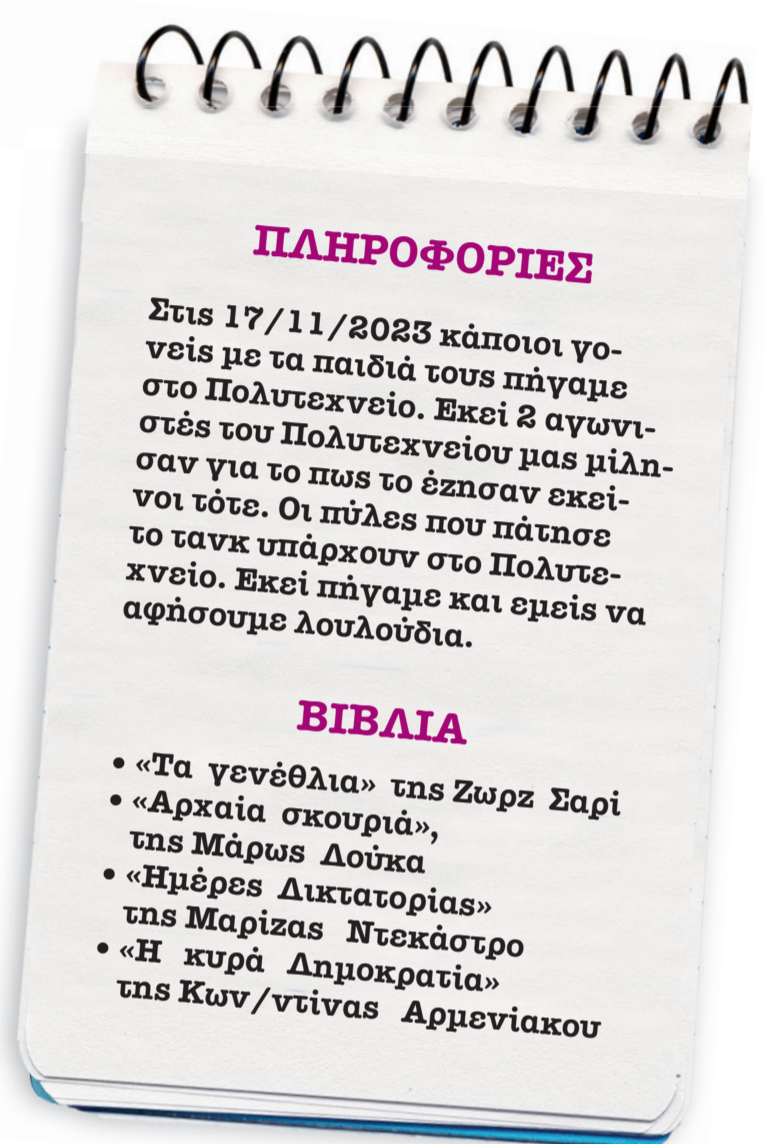 ΠΛΗΡΟΦΟΡΙΕΣ
Στις 17/11/2023 κάποιοι γο-
νείς με τα παιδιά τους πήγαμε
στο Πολυτεχνείο. Εκεί 2 αγωνι-
στές του Πολυτεχνείου μας μίλη-
σαν για το πως το έζησαν εκεί-
νοι τότε. Οι πύλες που πάτησε
το τανκ υπάρχουν στο Πολυτε-
χνείο. Εκεί πήγαμε και εμείς να
αφήσουμε λουλούδια.
ΒΙΒΛΙΑ
• «Τα γενέθλια» της Ζωρζ Σαρί
• «Αρχαία σκουριά»,
της Μάρως Δούκα
• «Ημέρες Δικτατορίας»
της Μαρίζας Ντεκάστρο
• «Η κυρά Δημοκρατία»
της Κων/ντίνας Αρμενίακου